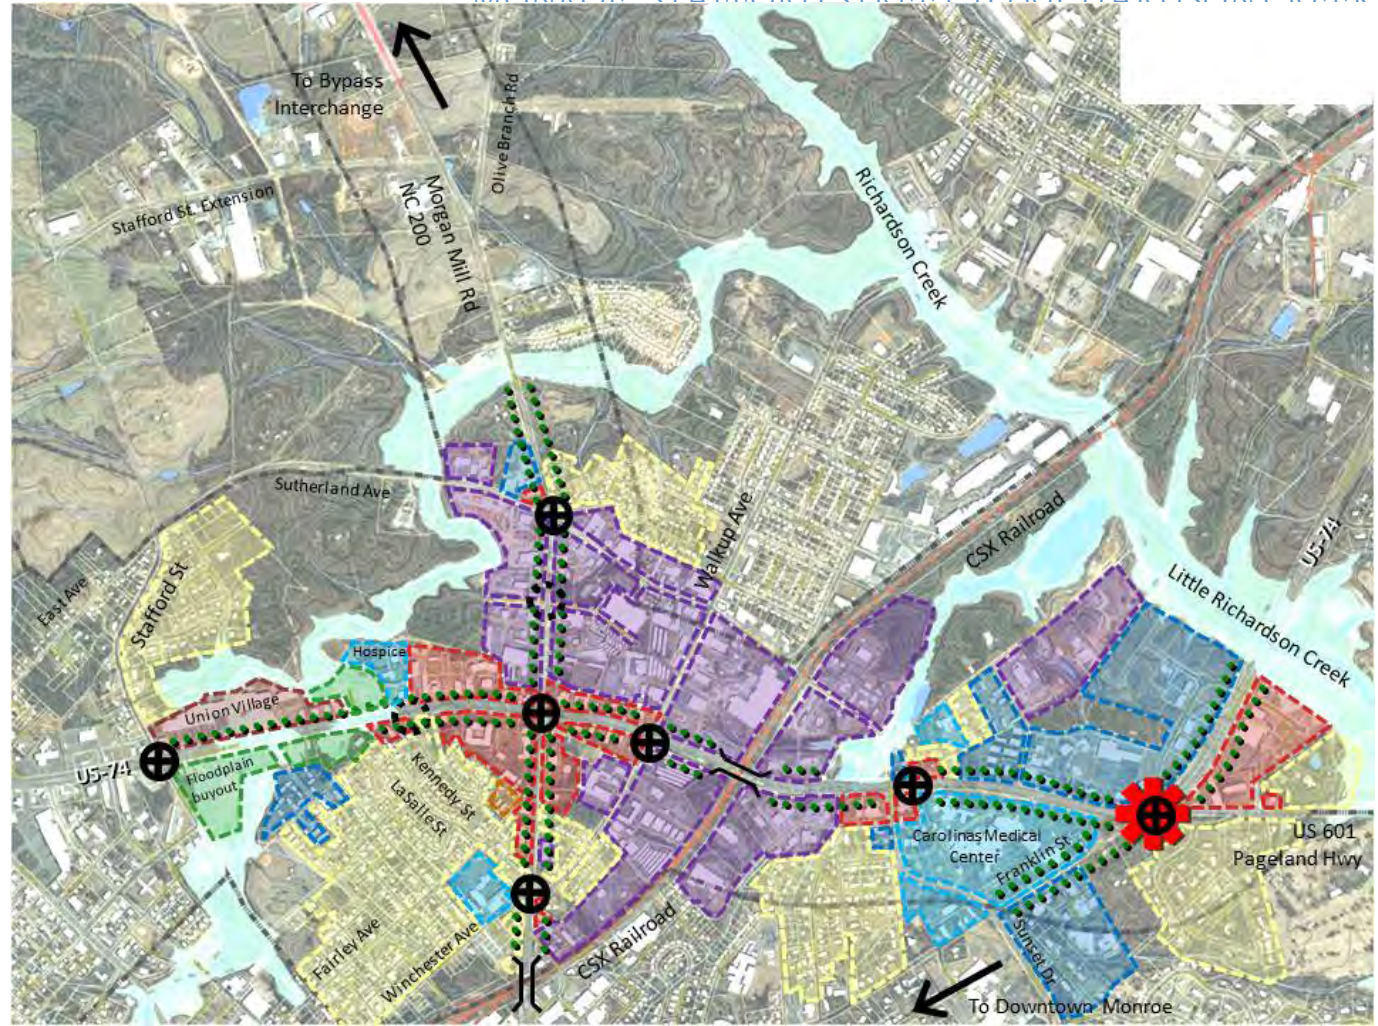 To Bypass
Interchange
Olive Branch Rd
Morgan Mill Rd
NC 200
Stafford St. Extension
Richardson Creek
Sutherland Ave
Walkup Ave
CSX Railroad
US-74
East Ave
Stafford St
Little Richardson Creek
Hospice
Union Village
US-74
Floodplain
buyout
Kennedy St
LaSalle St
Carolinas Medical
Center
Franklin St
US 601
Pageland Hwy
Fairley Ave
Winchester Ave
CSX Railroad
Sunset Dr
To Downtown Monroe